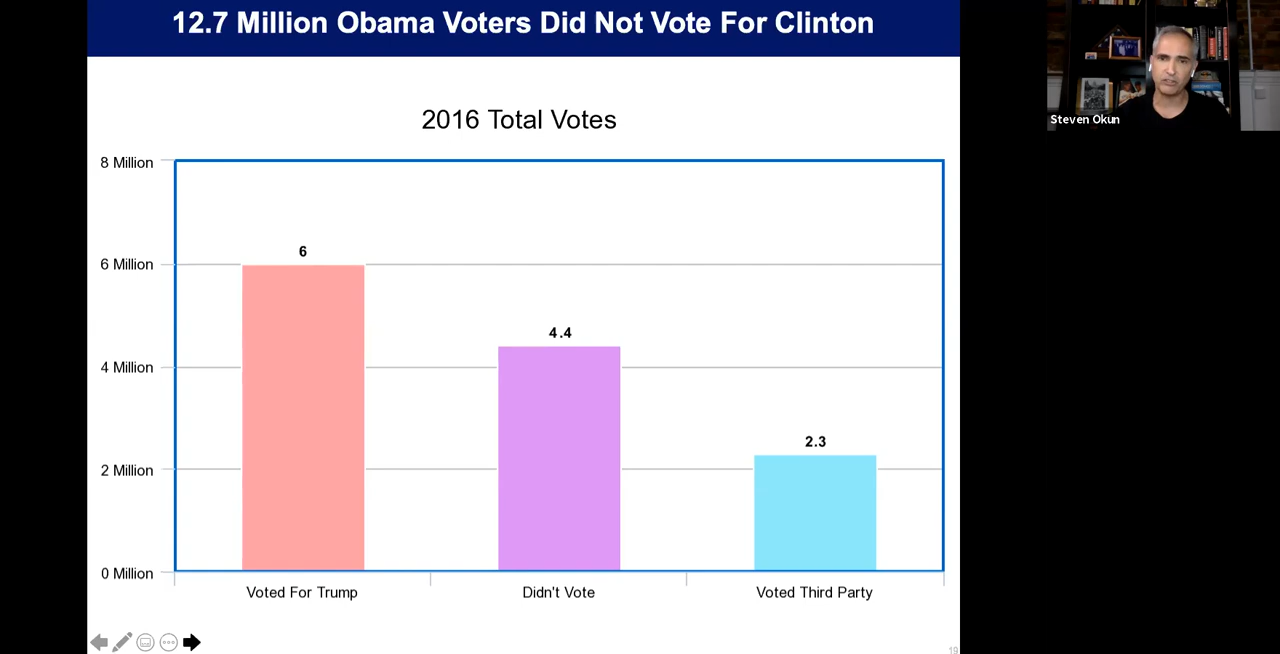 12.7 Million Obama Voters Did Not Vote For Clinton
Steven Okun
2016 Total Votes
8 Million
6 Million
4 Million
2 Million
0 Million
6
4.4
2.3
Voted For Trump
Didn't Vote
Voted Third Party
19